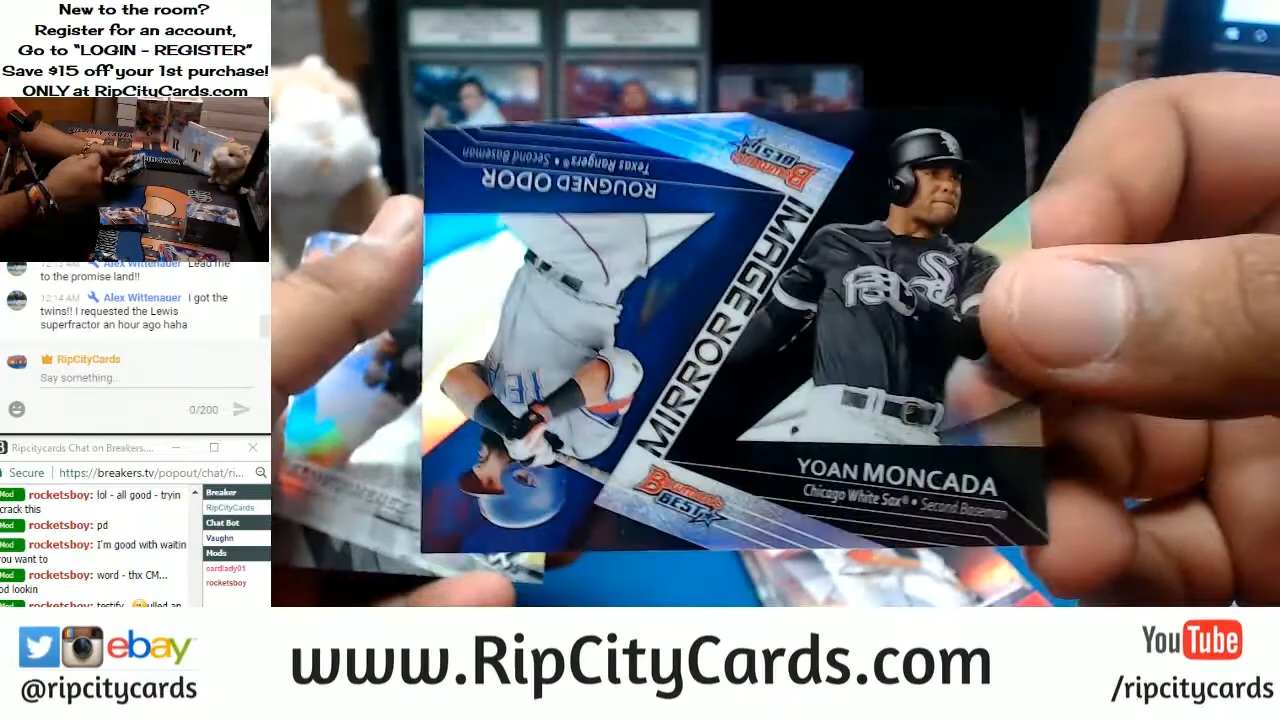 New to the room?
Register for an account,
Go to “LOGIN - REGISTER”
Save $15 off your 1st purchase!
ONLY at RipCityCards.com
12:13 AM Alex Wittenauer Lead me
to the promise land!!
12:14 AM Alex Wittenauer I got the
twins!! I requested the Lewis
superfractor an hour ago haha
RipCityCards
Say something...
0/200
Ripcitycards Chat on Breakers....
Secure https://breakers.tv/popout/chat/ri...
Mod rocketsboy: lol - all good - tryin
crack this
Mod rocketsboy: pd
Mod rocketsboy: I'm good with waitin
you want to
Mod rocketsboy: word - thx CM...
od lookin
Mod rocketsboy: testify
Breaker
RipCityCards
Chat Bot
Vaughn
Mods
cardlady01
rocketsboy
BOWMAN'S BEST
ROUGNED ODOR
Texas Rangers® • Second Baseman
MIRROR IMAGE
Sox
YOAN MONCADA
Chicago White Sox® • Second Baseman
BOWMAN'S BEST
ebay
@ripcitycards
www.RipCityCards.com
YouTube
/ripcitycards